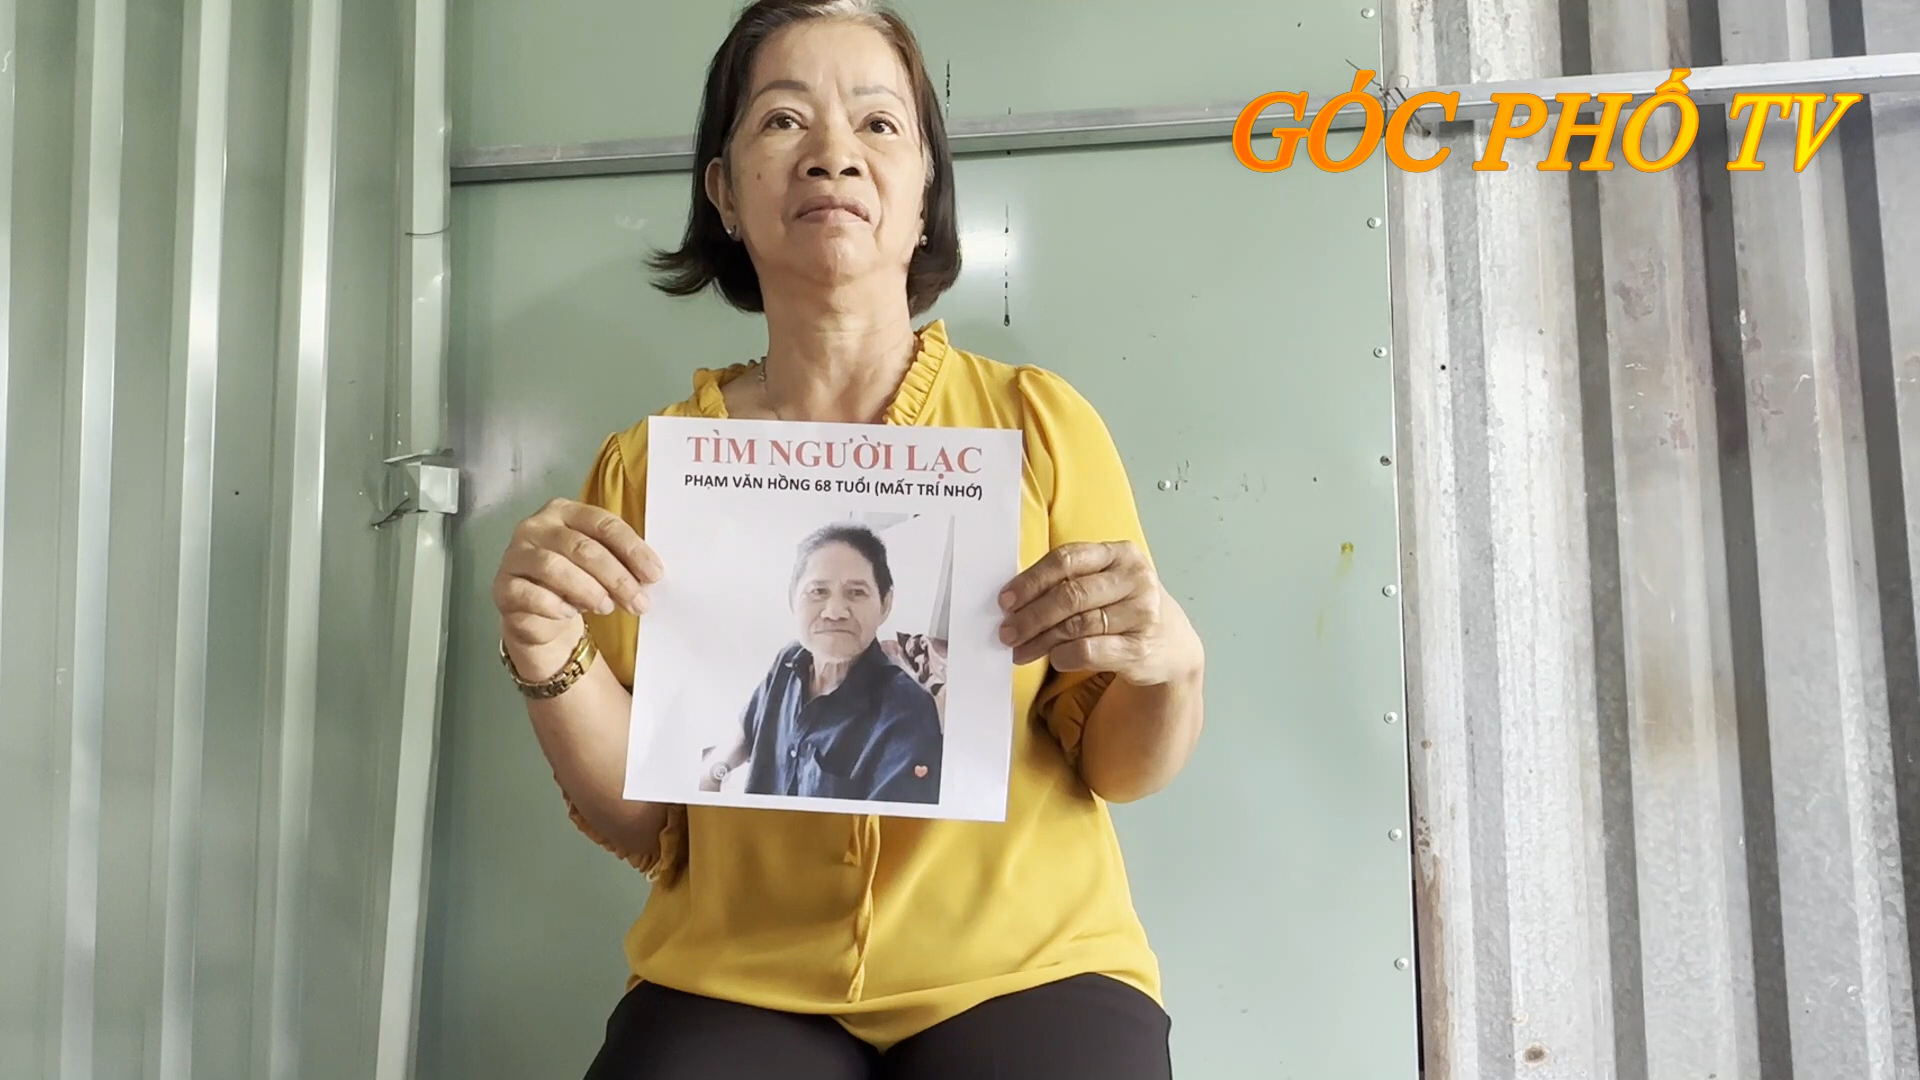 GÓC PHỐ TV
TÌM NGƯỜI LẠC
PHẠM VĂN HỒNG 68 TUỔI (MẤT TRÍ NHỚ)